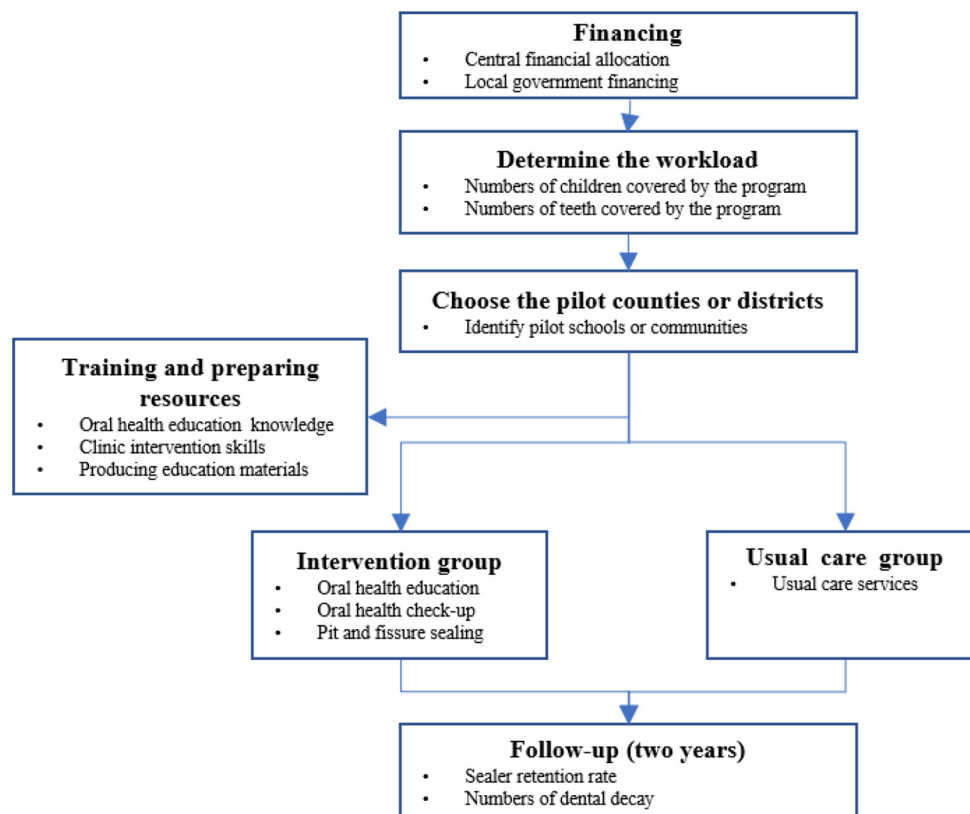 Financing
• Central financial allocation
• Local government financing
Determine the workload
• Numbers of children covered by the program
• Numbers of teeth covered by the program
Choose the pilot counties or districts
• Identify pilot schools or communities
Training and preparing
resources
• Oral health education knowledge
• Clinic intervention skills
• Producing education materials
Intervention group
• Oral health education
• Oral health check-up
• Pit and fissure sealing
Usual care group
• Usual care services
Follow-up (two years)
• Sealer retention rate
• Numbers of dental decay